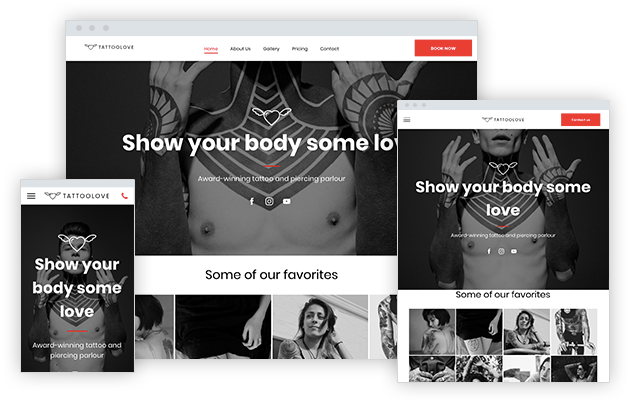 TATTOOLOVE
Home About Us Gallery Pricing Contact
BOOK NOW
Show your body some lov
Award-winning tattoo and piercing parlour
Some of our favorites
TATTOOLOVE
Contact us
Show your body some
love
Award-winning tattoo and piercing parlour
Some of our favorites
TATTOOLOVE
Show your
body some
love
Award-winning tattoo and
piercing parlour